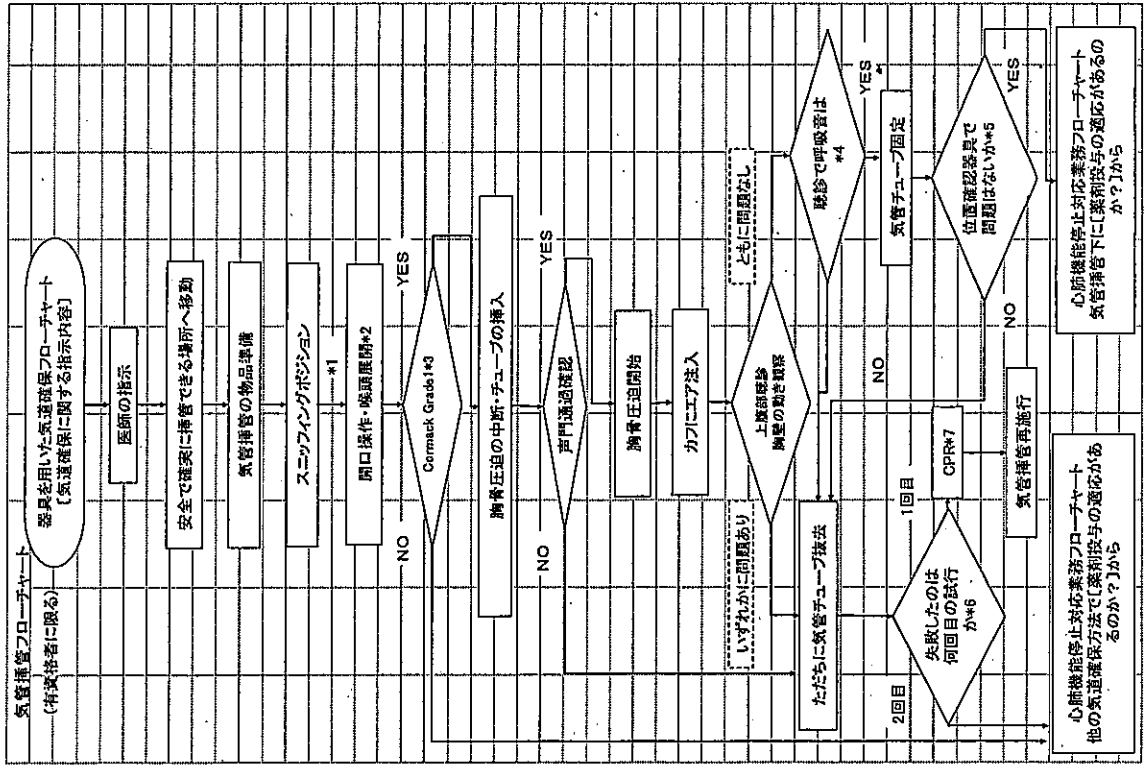 気管挿管フローチャート
(有資格者に限る)
器具を用いた気道確保フローチャート
[気道確保に関する指示内容]
医師の指示
安全で確実に挿管できる場所へ移動
気管挿管の物品準備
スニッフィングポジション
*1
開口操作・喉頭展開*2
NO
YES
Cormack Grade1*3
胸骨圧迫の中断・チューブの挿入
NO
YES
声門通過確認
胸骨圧迫開始
カフにエア注入
上腹部聴診
胸壁の動き観察
いずれかに問題あり
ともに問題なし
聴診で呼吸音は
*4
NO
YES
ただちに気管チューブ抜去
気管チューブ固定
失敗したのは
何回目の試行
か*6
1回目
2回目
CPR*7
気管挿管再施行
位置確認器具で
問題はないか*5
NO
YES
心肺機能停止対応業務フローチャート
他の気道確保方法で[薬剤投与の適応があ
るのか?]から
心肺機能停止対応業務フローチャート
気管挿管下に[薬剤投与の適応があるの
か?]から